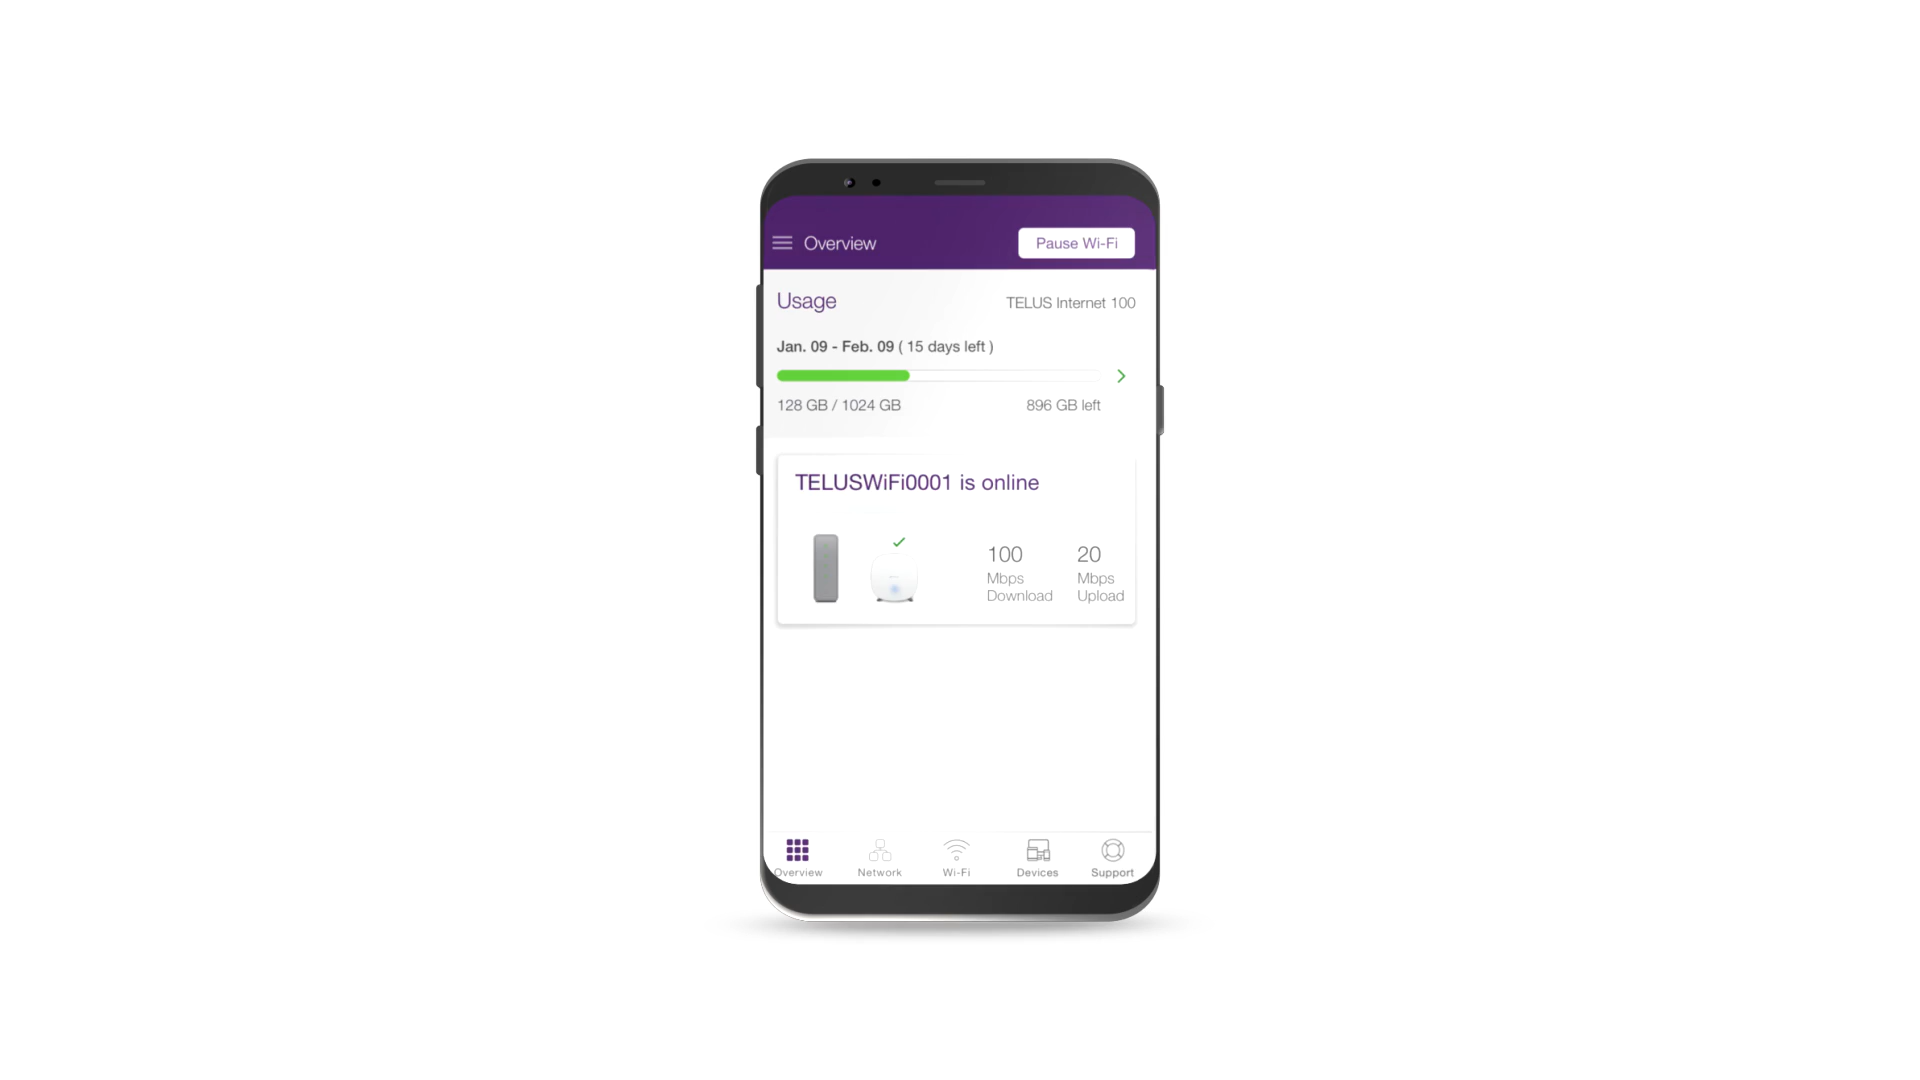 Overview
Pause Wi-Fi
Usage
TELUS Internet 100
Jan. 09 - Feb. 09 ( 15 days left )
128 GB / 1024 GB
896 GB left
TELUSWiFi0001 is online
100
Mbps
Download
20
Mbps
Upload
Overview
Network
Wi-Fi
Devices
Support